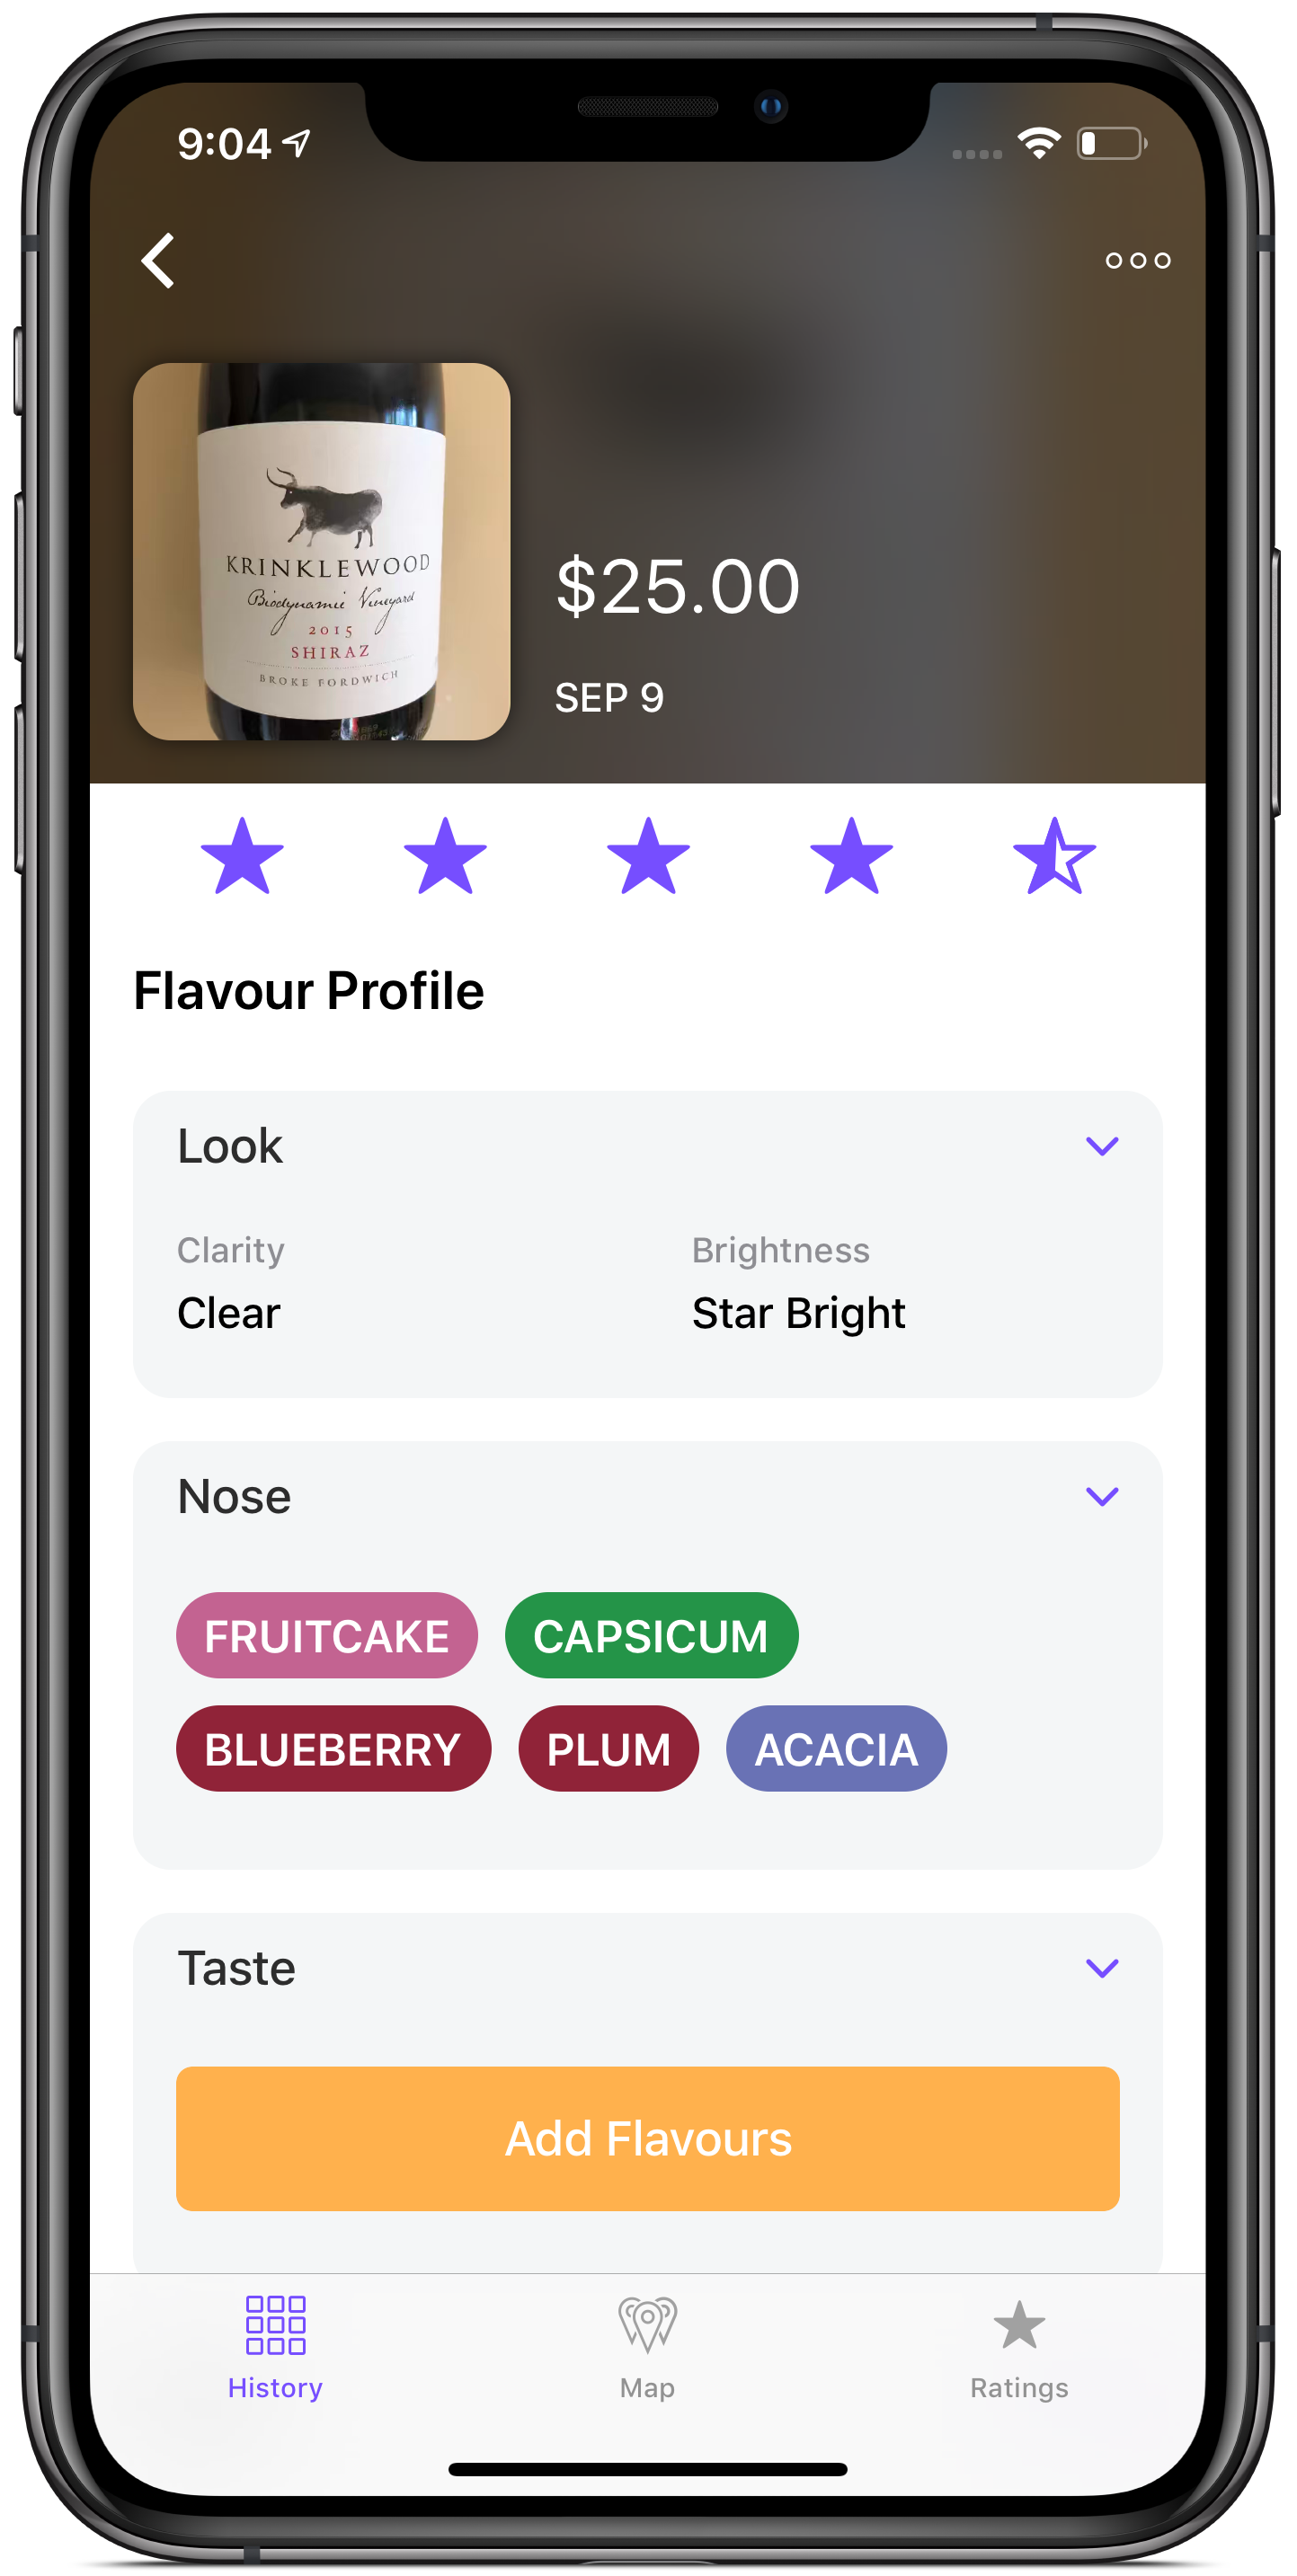 9:04
KRINKLEWOOD
Biodynamic Vineyard
2015
SHIRAZ
BROKE FORDWICH
$25.00
SEP 9
Flavour Profile
Look
Clarity
Brightness
Clear
Star Bright
Nose
FRUITCAKE
CAPSICUM
BLUEBERRY
PLUM
ACACIA
Taste
Add Flavours
History
Map
Ratings